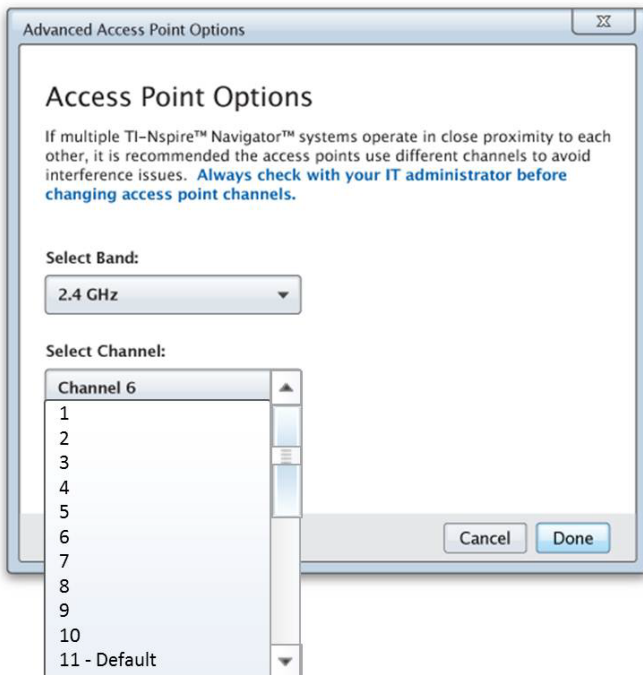 Advanced Access Point Options
Access Point Options
If multiple TI-Nspire™ Navigator™ systems operate in close proximity to each
other, it is recommended the access points use different channels to avoid
interference issues. Always check with your IT administrator before
changing access point channels.
Select Band:
2.4 GHz
Select Channel:
Channel 6
1
2
3
4
5
6
7
8
9
10
11 - Default
Cancel
Done